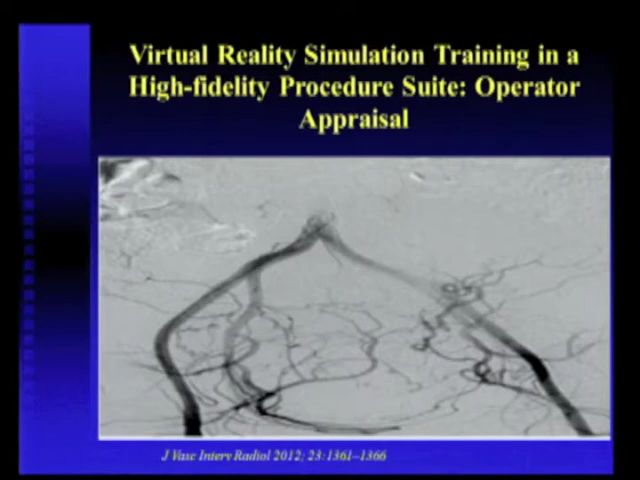 Virtual Reality Simulation Training in a
High-fidelity Procedure Suite: Operator
Appraisal
J Vasc Interv Radiol 2012; 23:1361–1366